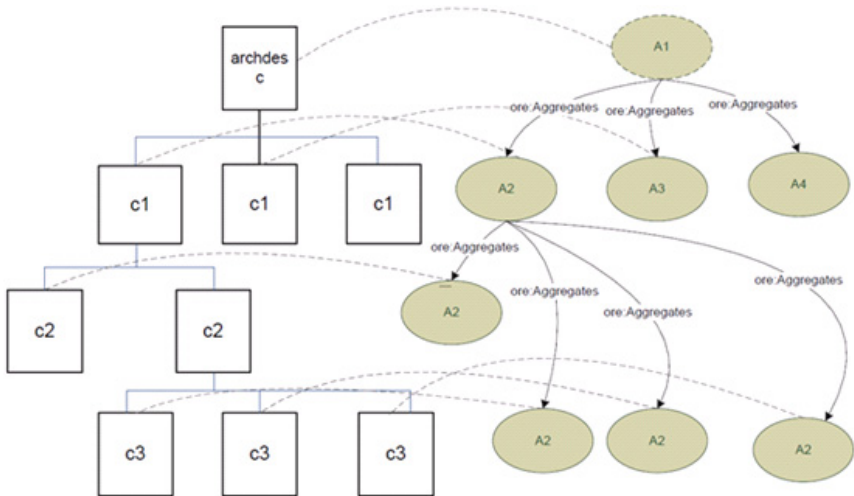 archdes
c
A1
ore:Aggregates
ore:Aggregates
ore:Aggregates
c1
c1
c1
A2
A3
A4
ore:Aggregates
ore:Aggregates
ore:Aggregates
ore:Aggregates
c2
c2
A2
c3
c3
c3
A2
A2
A2